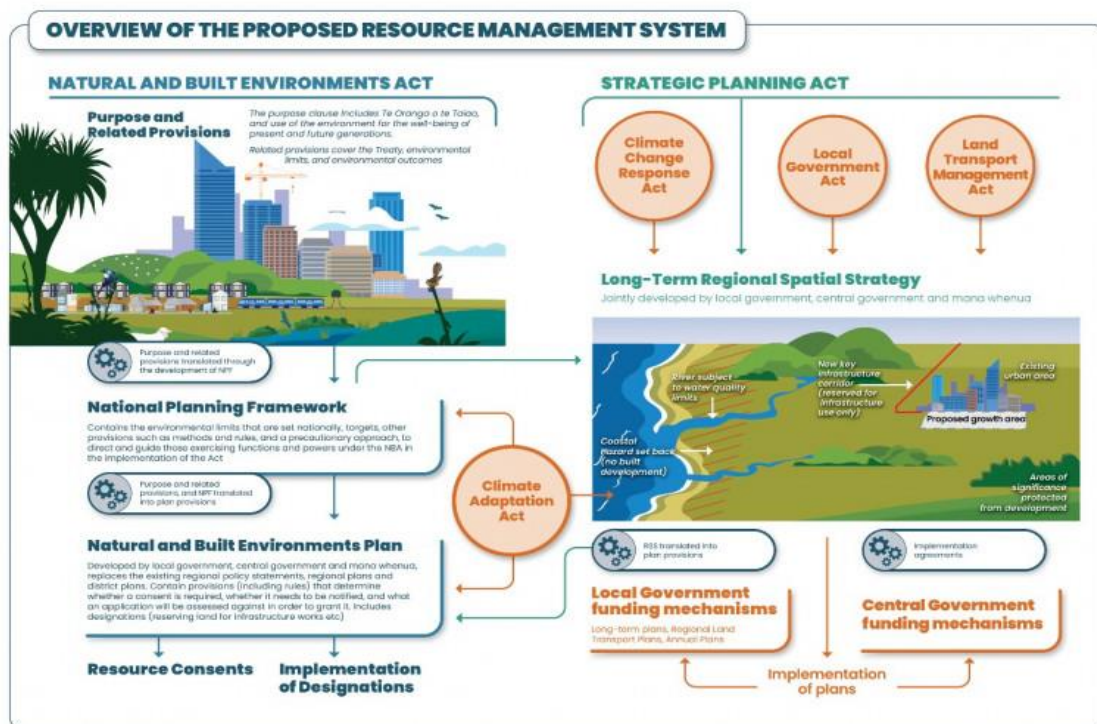 OVERVIEW OF THE PROPOSED RESOURCE MANAGEMENT SYSTEM
NATURAL AND BUILT ENVIRONMENTS ACT
Purpose and
Related Provisions
The purpose clause includes Te Oranga o te Taiao,
and use of the environment for the well-being of
present and future generations.
Related provisions cover the Treaty, environmental
limits, and environmental outcomes
Purpose and related
provisions translated through
the development of NPF
National Planning Framework
Contains the environmental limits that are set nationally, targets, other
provisions such as methods and rules, and a precautionary approach, to
direct and guide those exercising functions and powers under the NBA in
the implementation of the Act
Purpose and related
provisions, and NPF translated
into plan provisions
Natural and Built Environments Plan
Developed by local government, central government and mana whenua,
replaces the existing regional policy statements, regional plans and
district plans. Contain provisions (including rules) that determine
whether a consent is required, whether it needs to be notified, and what
an application will be assessed against in order to grant it. Includes
designations (reserving land for infrastructure works etc)
Resource Consents
Implementation
of Designations
Climate
Adaptation
Act
STRATEGIC PLANNING ACT
Climate
Change
Response
Act
Local
Government
Act
Land
Transport
Management
Act
Long-Term Regional Spatial Strategy
Jointly developed by local government, central government and mana whenua
River subject
to water quality
limits
New key
infrastructure
corridor
(reserved for
infrastructure
use only)
Existing
urban area
Proposed growth area
Coastal
Hazard set back
(no built
development)
Areas of
significance
protected
from development
RSS translated into
plan provisions
Implementation
agreements
Local Government
funding mechanisms
Long-term plans, Regional Land
Transport Plans, Annual Plans
Central Government
funding mechanisms
Implementation
of plans